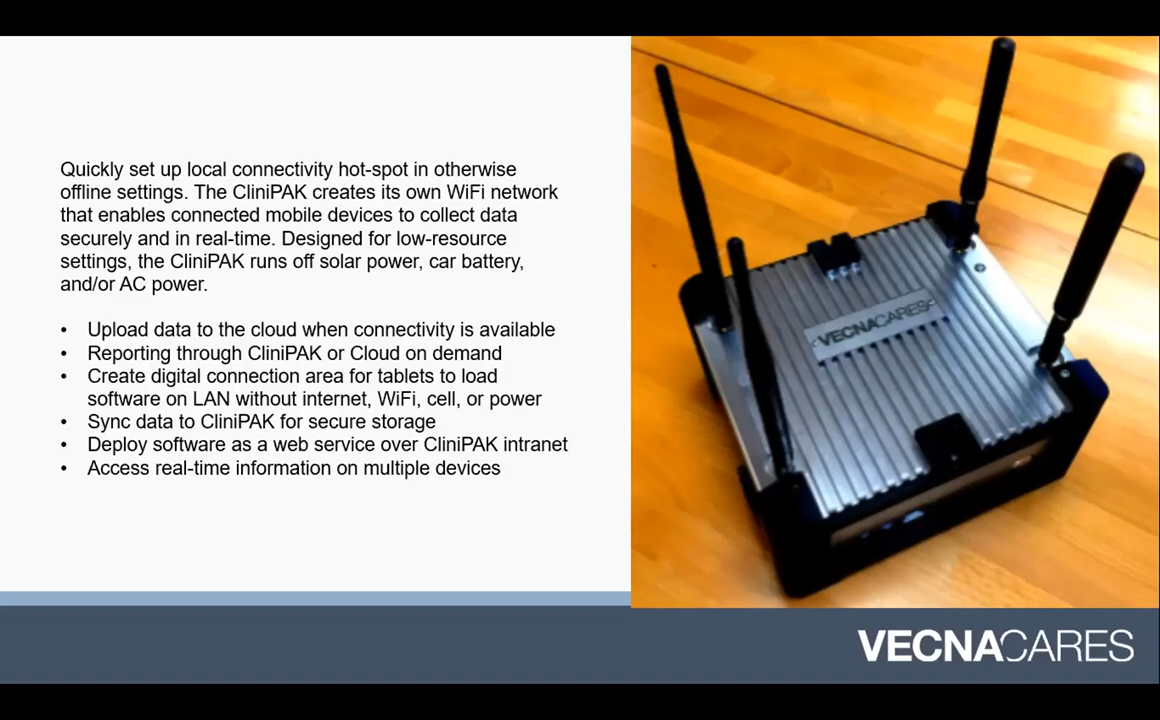 Quickly set up local connectivity hot-spot in otherwise
offline settings. The CliniPAK creates its own WiFi network
that enables connected mobile devices to collect data
securely and in real-time. Designed for low-resource
settings, the CliniPAK runs off solar power, car battery,
and/or AC power.
• Upload data to the cloud when connectivity is available
• Reporting through CliniPAK or Cloud on demand
• Create digital connection area for tablets to load
software on LAN without internet, WiFi, cell, or power
• Sync data to CliniPAK for secure storage
• Deploy software as a web service over CliniPAK intranet
• Access real-time information on multiple devices
VECNACARES
VECNACARES